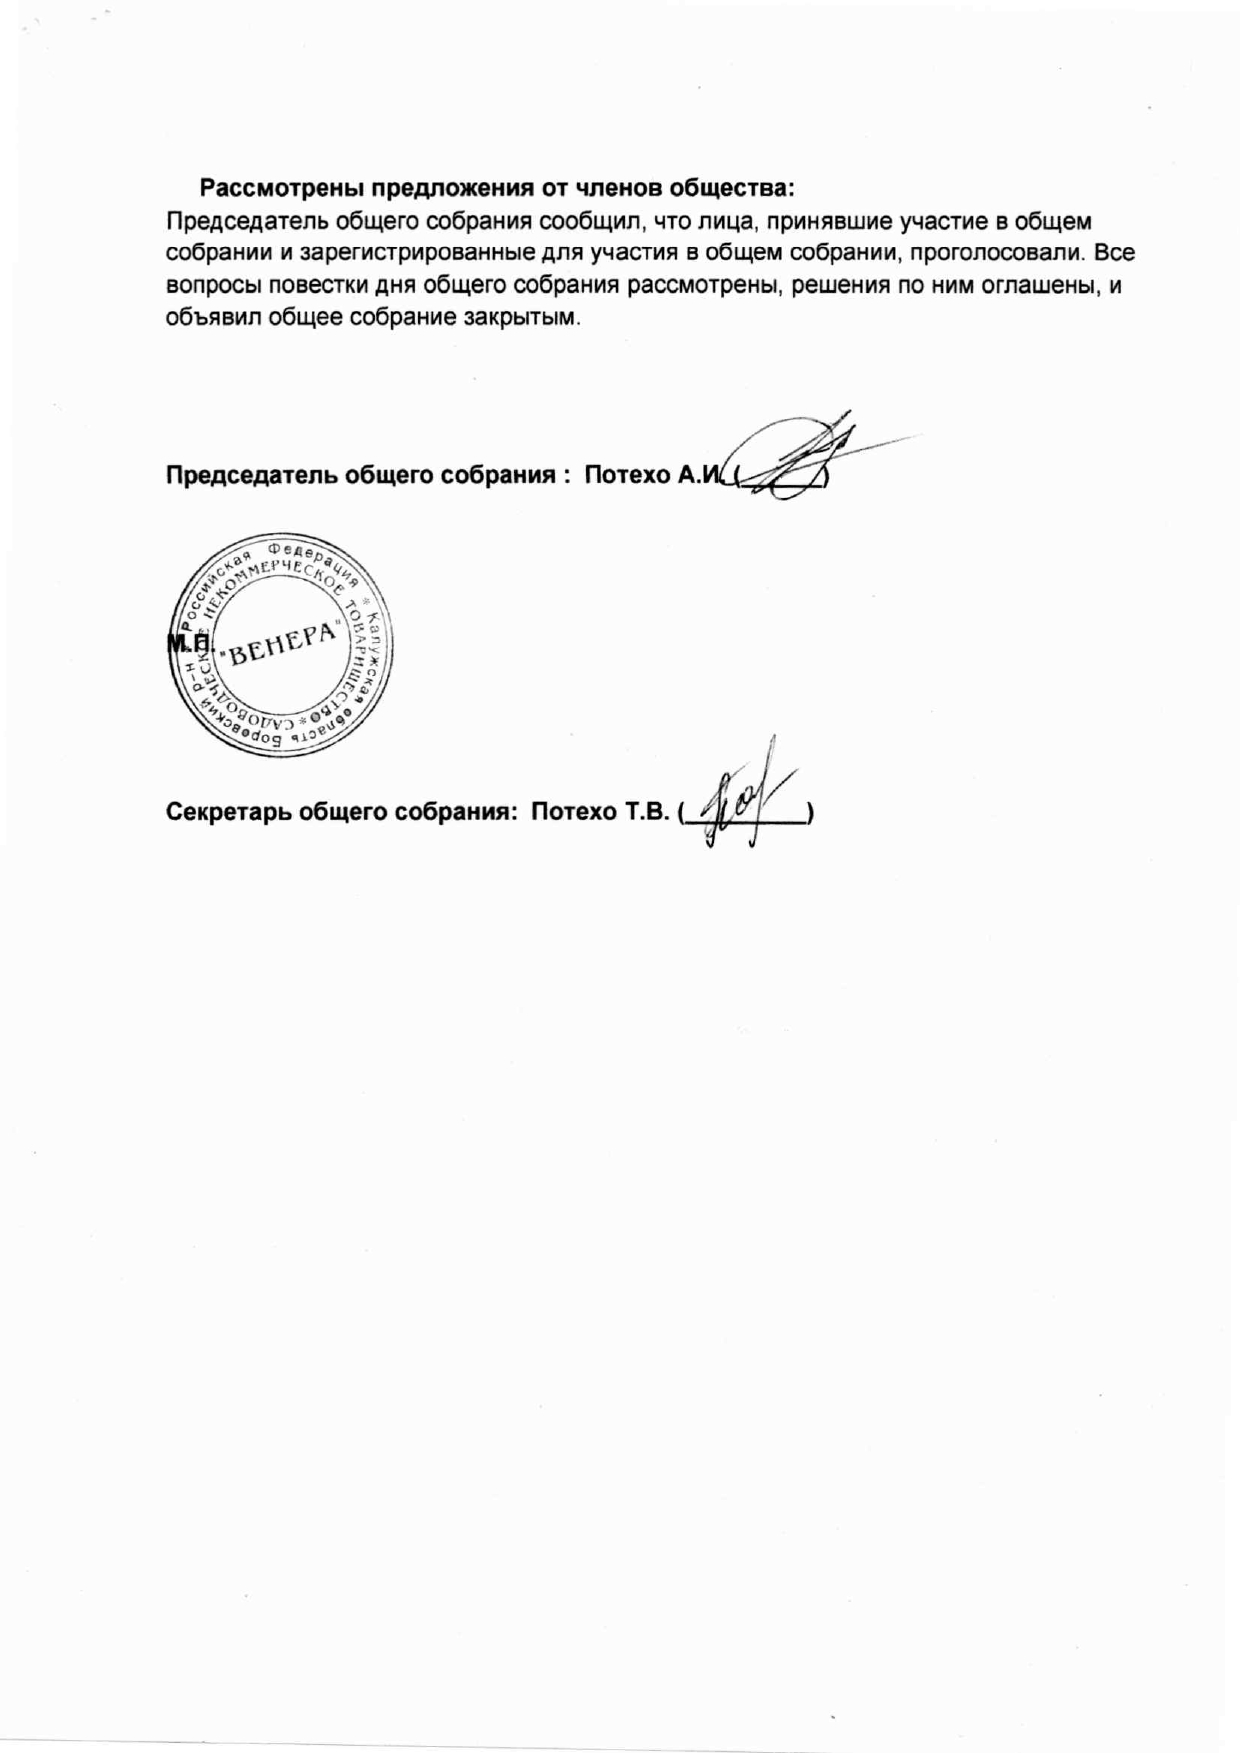 Рассмотрены предложения от членов общества:
Председатель общего собрания сообщил, что лица, принявшие участие в общем
собрании и зарегистрированные для участия в общем собрании, проголосовали. Все
вопросы повестки дня общего собрания рассмотрены, решения по ним оглашены, и
объявил общее собрание закрытым.
Председатель общего собрания : Потехо А.И. (______)
Российская Федерация * Калужская область Боровский р-н *
САДОВОДЧЕСКОЕ НЕКОММЕРЧЕСКОЕ ТОВАРИЩЕСТВО *
М.П.
"ВЕНЕРА"
Секретарь общего собрания: Потехо Т.В. (_________)